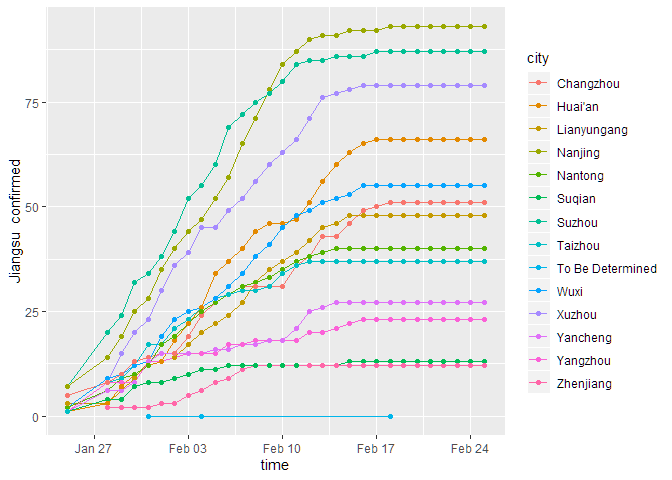 Jiangsu confirmed
75
50
25
0
Jan 27
Feb 03
Feb 10
Feb 17
Feb 24
time
city
Changzhou
Huai'an
Lianyungang
Nanjing
Nantong
Suqian
Suzhou
Taizhou
To Be Determined
Wuxi
Xuzhou
Yancheng
Yangzhou
Zhenjiang